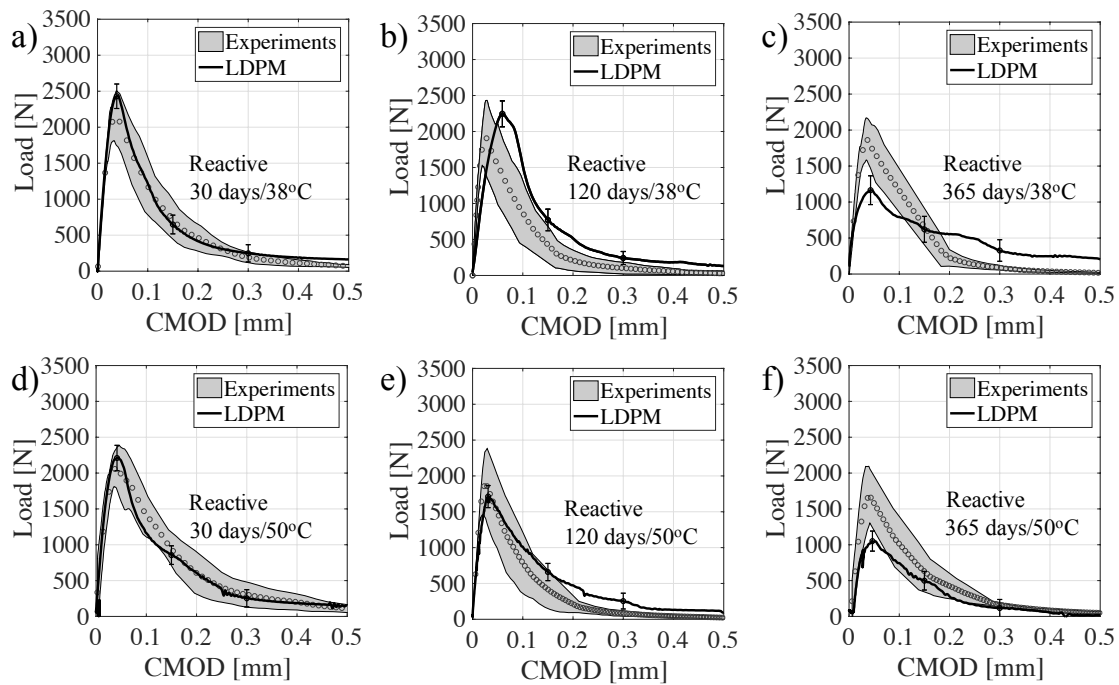 a)
3500
3000
2500
2000
1500
1000
500
0
Load [N]
Experiments
LDPM
Reactive
30 days/38°C
0 0.1 0.2 0.3 0.4 0.5
CMOD [mm]
b)
3500
3000
2500
2000
1500
1000
500
0
Load [N]
Experiments
LDPM
Reactive
120 days/38°C
0 0.1 0.2 0.3 0.4 0.5
CMOD [mm]
c)
3500
3000
2500
2000
1500
1000
500
0
Load [N]
Experiments
LDPM
Reactive
365 days/38°C
0 0.1 0.2 0.3 0.4 0.5
CMOD [mm]
d)
3500
3000
2500
2000
1500
1000
500
0
Load [N]
Experiments
LDPM
Reactive
30 days/50°C
0 0.1 0.2 0.3 0.4 0.5
CMOD [mm]
e)
3500
3000
2500
2000
1500
1000
500
0
Load [N]
Experiments
LDPM
Reactive
120 days/50°C
0 0.1 0.2 0.3 0.4 0.5
CMOD [mm]
f)
3500
3000
2500
2000
1500
1000
500
0
Load [N]
Experiments
LDPM
Reactive
365 days/50°C
0 0.1 0.2 0.3 0.4 0.5
CMOD [mm]